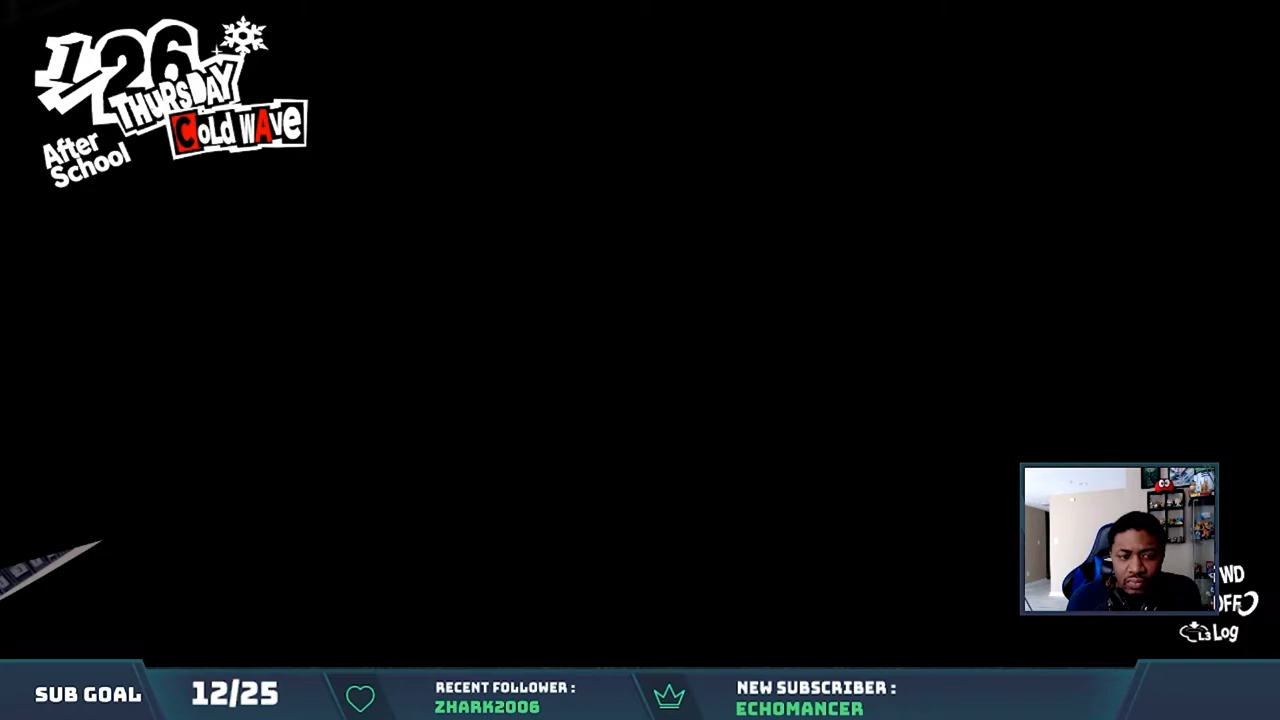 1/26
THURSDAY
Cold WAve
After
School
WD
OFF
L3 Log
SUB GOAL
12/25
RECENT FOLLOWER :
ZHARK2006
NEW SUBSCRIBER :
ECHOMANCER